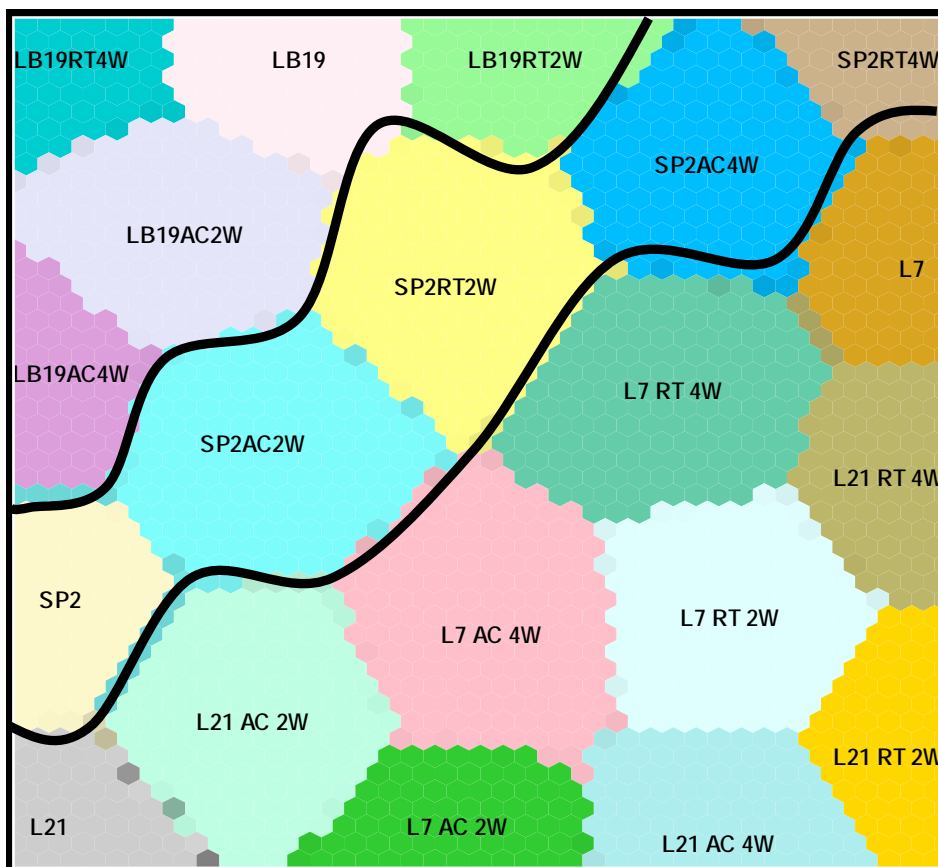 LB19RT4W
LB19
LB19RT2W
SP2RT4W
SP2AC4W
LB19AC2W
L7
SP2RT2W
LB19AC4W
L7 RT 4W
SP2AC2W
L21 RT 4W
SP2
L7 RT 2W
L7 AC 4W
L21 AC 2W
L21 RT 2W
L21
L7 AC 2W
L21 AC 4W